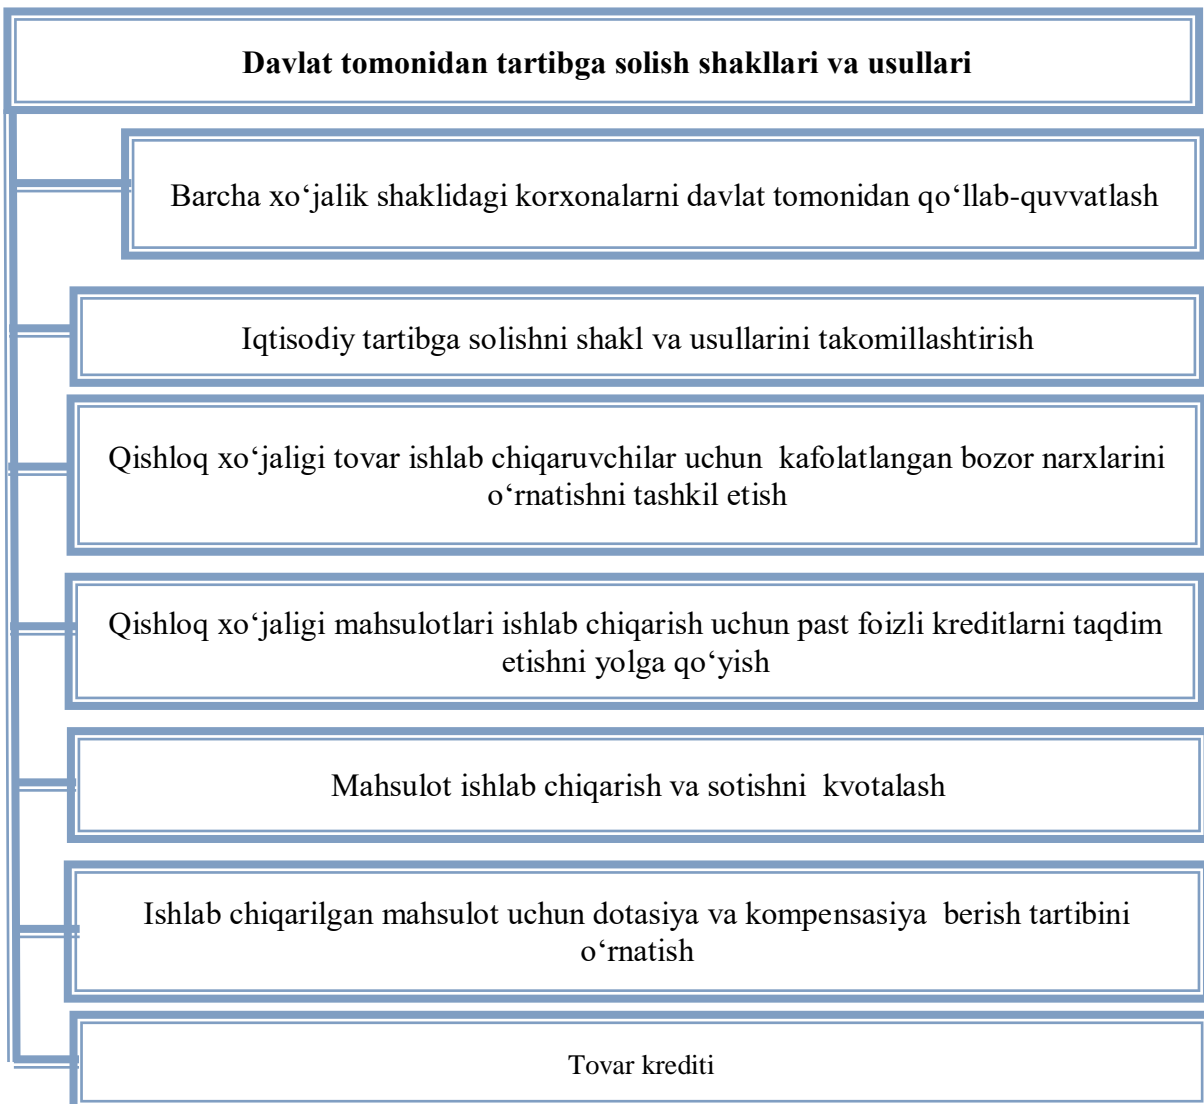 Davlat tomonidan tartibga solish shakllari va usullari
Barcha xo‘jalik shaklidagi korxonalarni davlat tomonidan qo‘llab-quvvatlash
Iqtisodiy tartibga solishni shakl va usullarini takomillashtirish
Qishloq xo‘jaligi tovar ishlab chiqaruvchilar uchun kafolatlangan bozor narxlarini
o‘rnatishni tashkil etish
Qishloq xo‘jaligi mahsulotlari ishlab chiqarish uchun past foizli kreditlarni taqdim
etishni yolga qo‘yish
Mahsulot ishlab chiqarish va sotishni kvotalash
Ishlab chiqarilgan mahsulot uchun dotasiya va kompensasiya berish tartibini
o‘rnatish
Tovar krediti